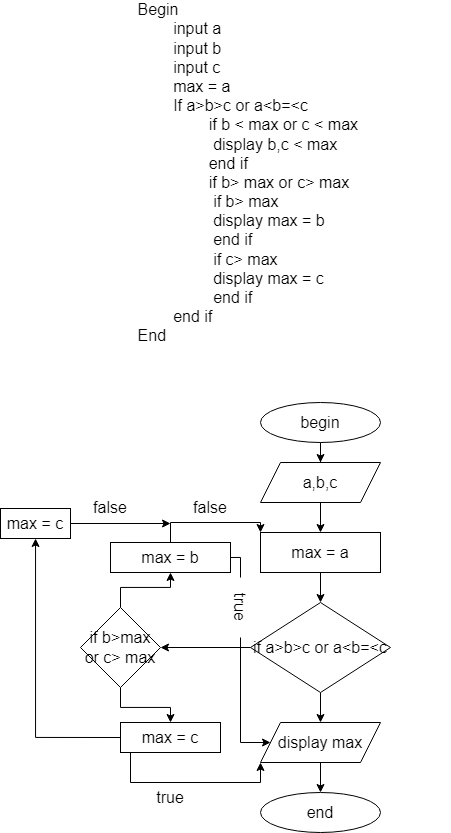 Begin
input a
input b
input c
max = a
If a>b>c or a<b=<c
if b < max or c < max
display b,c < max
end if
if b> max or c> max
if b> max
display max = b
end if
if c> max
display max = c
end if
end if
End
begin
a,b,c
false
false
max = c
max = b
max = a
true
if b>max
or c> max
if a>b>c or a<b=<c
max = c
display max
true
end